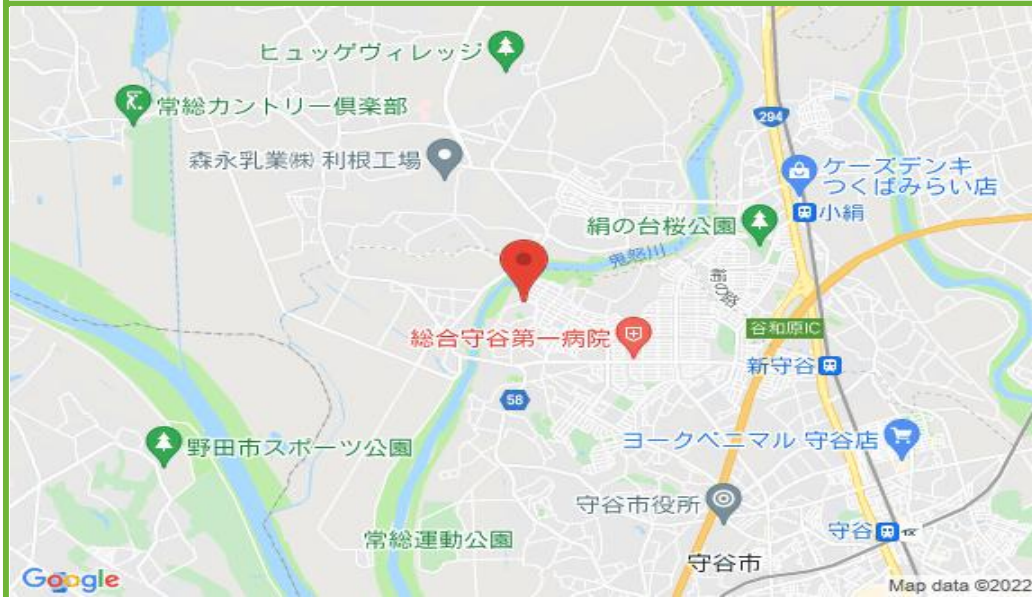 ヒュッゲヴィレッジ
常総カントリー倶楽部
294
森永乳業㈱ 利根工場
ケーズデンキ
つくばみらい店
小絹
絹の台桜公園
鬼怒川
谷和原IC
総合守谷第一病院
新守谷
58
ヨークベニマル 守谷店
野田市スポーツ公園
守谷市役所
常総運動公園
守谷
守谷市
Google
Map data ©2022